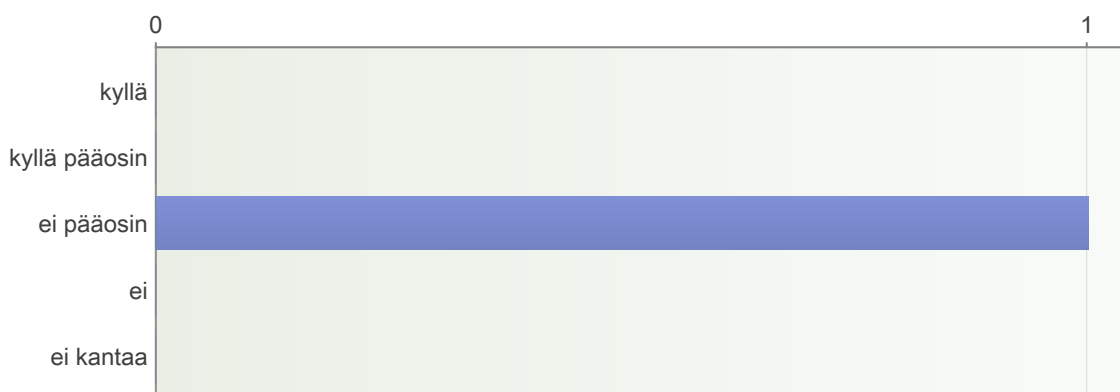 0 1
kyllä
kyllä pääosin
ei pääosin
ei
ei kantaa